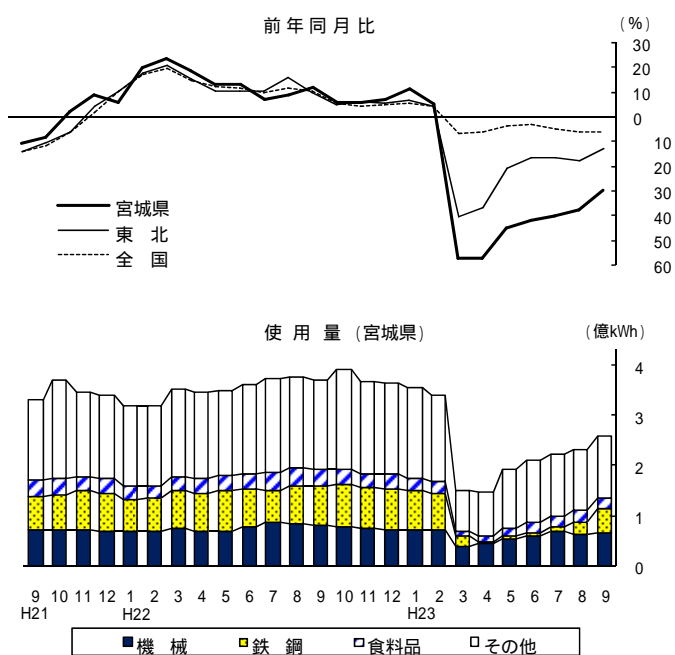 前年同月比
(%)
30
20
10
0
10
20
30
40
50
60
宮城県
東 北
全 国
使 用 量 (宮城県)
(億kWh)
4
3
2
1
0
9 10 11 12 1 2 3 4 5 6 7 8 9 10 11 12 1 2 3 4 5 6 7 8 9
H21 H22 H23
機 械 鉄 鋼 食料品 その他